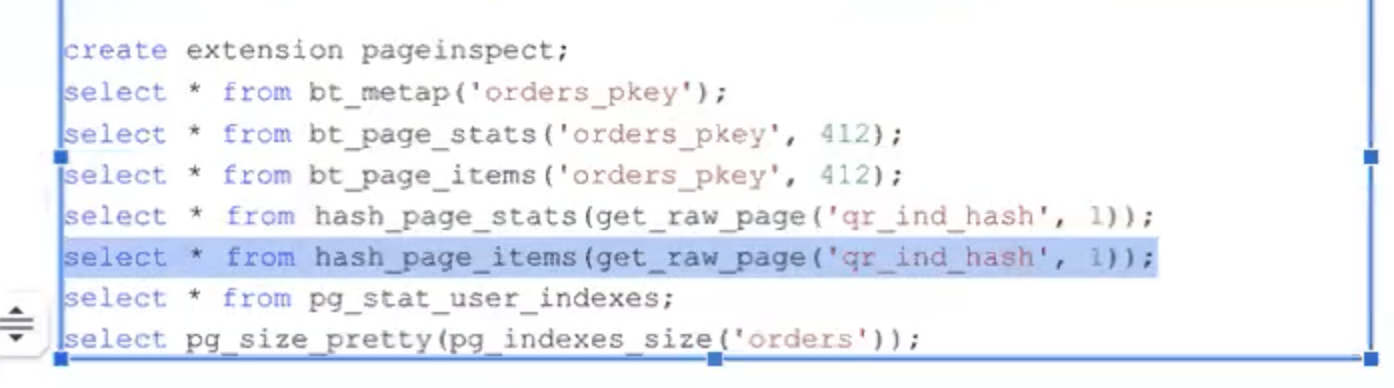 create extension pageinspect;
select * from bt_metap('orders_pkey');
select * from bt_page_stats('orders_pkey', 412);
select * from bt_page_items('orders_pkey', 412);
select * from hash_page_stats(get_raw_page('qr_ind_hash', 1));
select * from hash_page_items(get_raw_page('qr_ind_hash', 1));
select * from pg_stat_user_indexes;
select pg_size_pretty(pg_indexes_size('orders'));